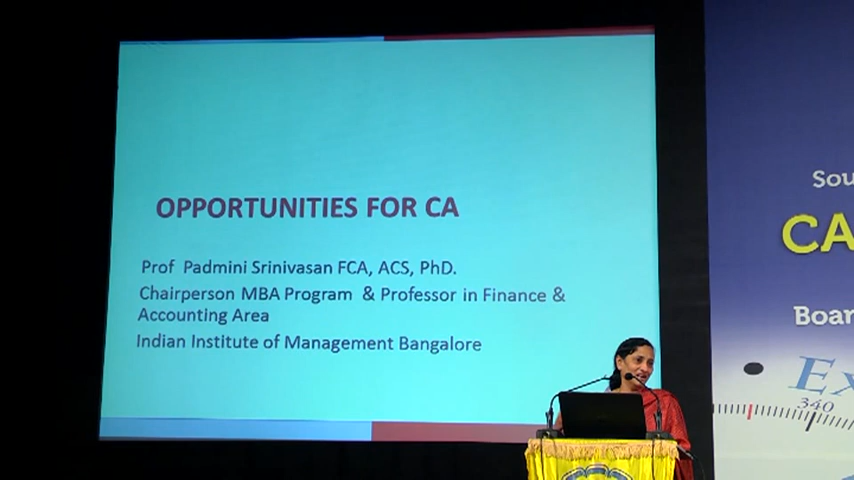 OPPORTUNITIES FOR CA
Prof Padmini Srinivasan FCA, ACS, PhD.
Chairperson MBA Program & Professor in Finance &
Accounting Area
Indian Institute of Management Bangalore
Sou
CA
Boar
Ex
340